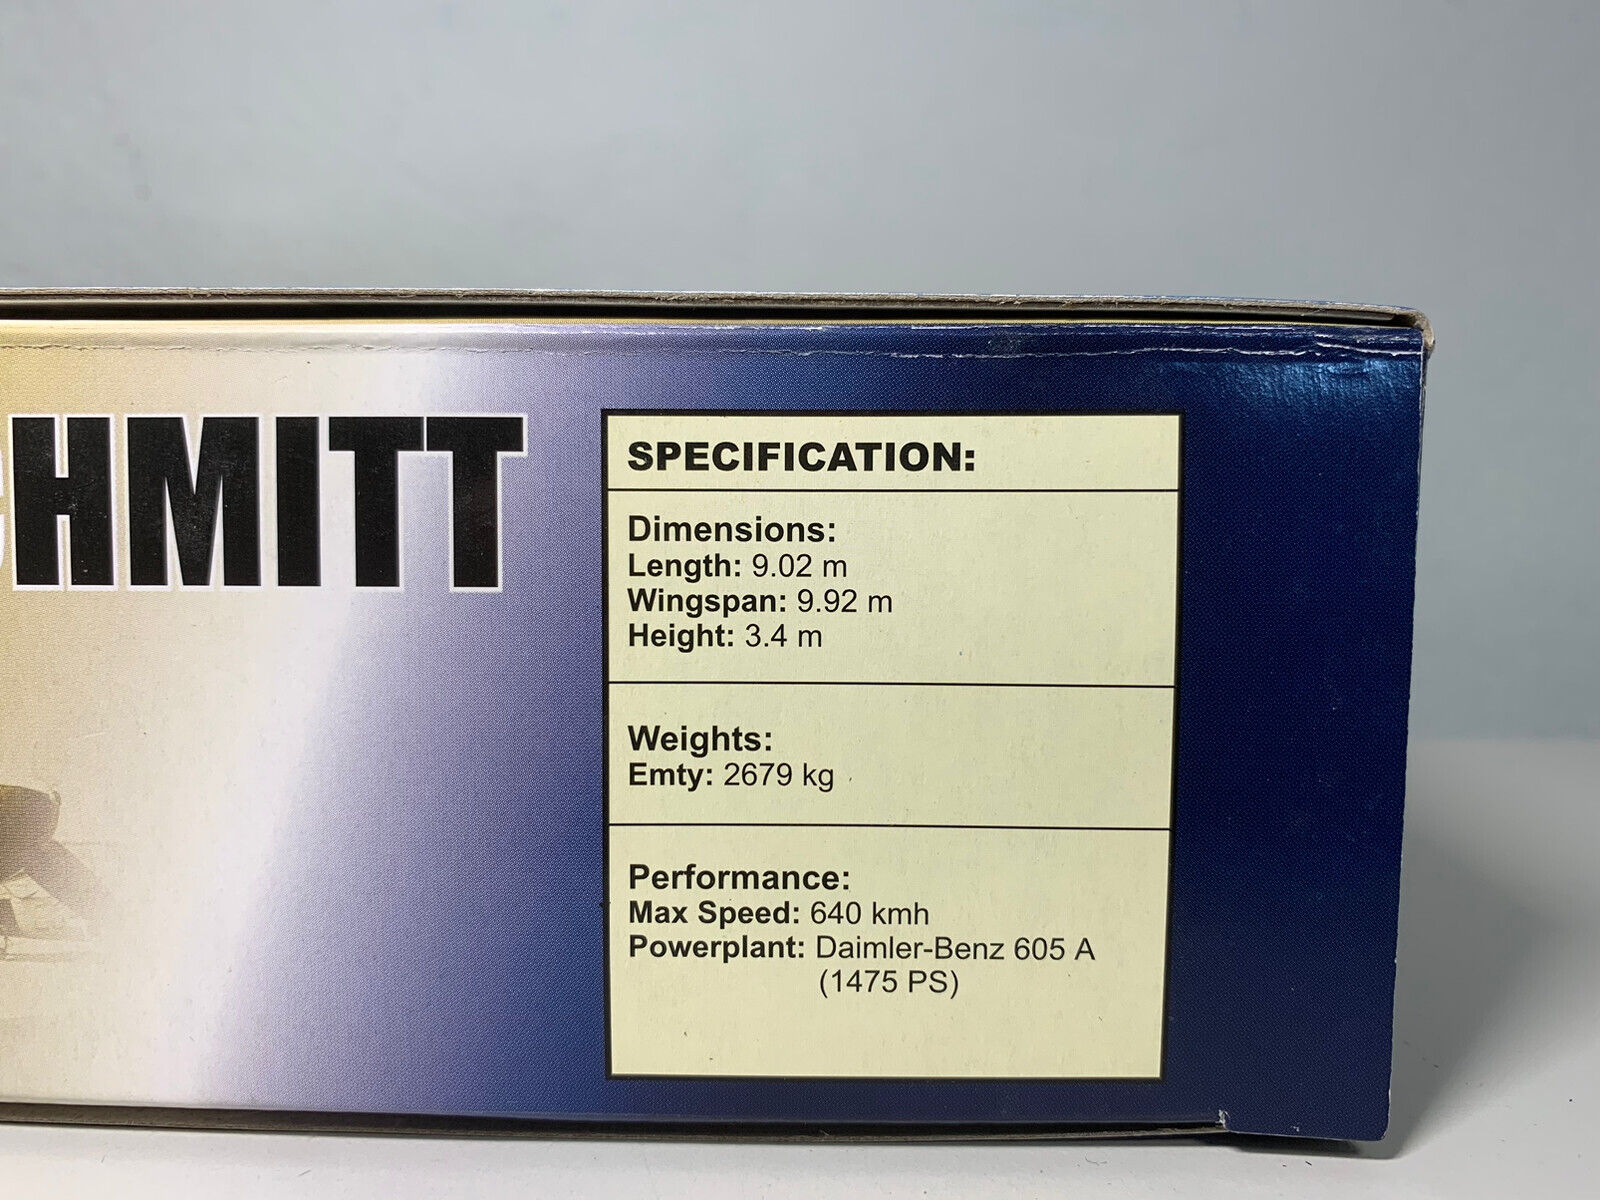 CHMITT
SPECIFICATION:
Dimensions:
Length: 9.02 m
Wingspan: 9.92 m
Height: 3.4 m
Weights:
Emty: 2679 kg
Performance:
Max Speed: 640 kmh
Powerplant: Daimler-Benz 605 A
(1475 PS)